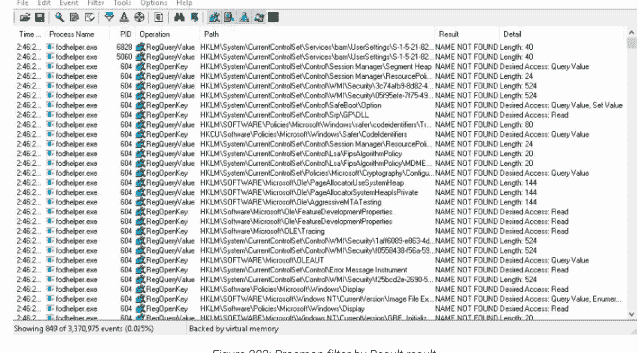 File Edit Event Filter Tools Options Help
Time ... Process Name PID Operation Path Result Detail
2:46:2... fodhelper.exe 6828 RegQueryValue HKLM\System\CurrentControlSet\Services\bam\UserSettings\S-1-5-21-82... NAME NOT FOUND Length: 40
2:46:2... fodhelper.exe 5060 RegQueryValue HKLM\System\CurrentControlSet\Services\bam\UserSettings\S-1-5-21-82... NAME NOT FOUND Length: 40
2:46:2... fodhelper.exe 604 RegOpenKey HKLM\System\CurrentControlSet\Control\Session Manager\Segment Heap NAME NOT FOUND Desired Access: Query Value
2:46:2... fodhelper.exe 604 RegQueryValue HKLM\System\CurrentControlSet\Control\Session Manager\ResourcePoli... NAME NOT FOUND Length: 24
2:46:2... fodhelper.exe 604 RegQueryValue HKLM\System\CurrentControlSet\Control\WMI\Security\3c74afb9-8d82-4... NAME NOT FOUND Length: 524
2:46:2... fodhelper.exe 604 RegQueryValue HKLM\System\CurrentControlSet\Control\WMI\Security\05f95efe-7f75-49... NAME NOT FOUND Length: 524
2:46:2... fodhelper.exe 604 RegOpenKey HKLM\System\CurrentControlSet\Control\SafeBoot\Option NAME NOT FOUND Desired Access: Query Value, Set Value
2:46:2... fodhelper.exe 604 RegOpenKey HKLM\System\CurrentControlSet\Control\Srp\GP\DLL NAME NOT FOUND Desired Access: Read
2:46:2... fodhelper.exe 604 RegQueryValue HKLM\SOFTWARE\Policies\Microsoft\Windows\safer\codeidentifiers\Tr... NAME NOT FOUND Length: 80
2:46:2... fodhelper.exe 604 RegOpenKey HKCU\Software\Policies\Microsoft\Windows\Safer\CodeIdentifiers NAME NOT FOUND Desired Access: Query Value
2:46:2... fodhelper.exe 604 RegQueryValue HKLM\System\CurrentControlSet\Control\Session Manager\ResourcePoli... NAME NOT FOUND Length: 24
2:46:2... fodhelper.exe 604 RegQueryValue HKLM\System\CurrentControlSet\Control\Lsa\FipsAlgorithmPolicy NAME NOT FOUND Length: 20
2:46:2... fodhelper.exe 604 RegQueryValue HKLM\System\CurrentControlSet\Control\Lsa\FipsAlgorithmPolicy\MDME... NAME NOT FOUND Length: 20
2:46:2... fodhelper.exe 604 RegOpenKey HKLM\System\CurrentControlSet\Policies\Microsoft\Cryptography\Configu... NAME NOT FOUND Desired Access: Query Value
2:46:2... fodhelper.exe 604 RegQueryValue HKLM\SOFTWARE\Microsoft\Ole\PageAllocatorUseSystemHeap NAME NOT FOUND Length: 144
2:46:2... fodhelper.exe 604 RegQueryValue HKLM\SOFTWARE\Microsoft\Ole\PageAllocatorSystemHeapIsPrivate NAME NOT FOUND Length: 144
2:46:2... fodhelper.exe 604 RegQueryValue HKLM\SOFTWARE\Microsoft\Ole\AggressiveMTATesting NAME NOT FOUND Length: 144
2:46:2... fodhelper.exe 604 RegOpenKey HKLM\Software\Microsoft\Ole\FeatureDevelopmentProperties NAME NOT FOUND Desired Access: Read
2:46:2... fodhelper.exe 604 RegOpenKey HKLM\Software\Microsoft\Ole\FeatureDevelopmentProperties NAME NOT FOUND Desired Access: Read
2:46:2... fodhelper.exe 604 RegOpenKey HKLM\Software\Microsoft\OLE\Tracing NAME NOT FOUND Desired Access: Read
2:46:2... fodhelper.exe 604 RegQueryValue HKLM\System\CurrentControlSet\Control\WMI\Security\1aff6089-e863-4d... NAME NOT FOUND Length: 524
2:46:2... fodhelper.exe 604 RegQueryValue HKLM\System\CurrentControlSet\Control\WMI\Security\f0558438-f56a-59... NAME NOT FOUND Length: 524
2:46:2... fodhelper.exe 604 RegOpenKey HKLM\SOFTWARE\Microsoft\OLEAUT NAME NOT FOUND Desired Access: Query Value
2:46:2... fodhelper.exe 604 RegOpenKey HKLM\System\CurrentControlSet\Control\Error Message Instrument NAME NOT FOUND Desired Access: Read
2:46:2... fodhelper.exe 604 RegQueryValue HKLM\System\CurrentControlSet\Control\WMI\Security\f25bcd2e-2690-5... NAME NOT FOUND Length: 524
2:46:2... fodhelper.exe 604 RegOpenKey HKLM\Software\Microsoft\Windows\Display NAME NOT FOUND Desired Access: Read
2:46:2... fodhelper.exe 604 RegOpenKey HKLM\SOFTWARE\Microsoft\Windows NT\CurrentVersion\Image File Ex... NAME NOT FOUND Desired Access: Query Value, Enumer...
2:46:2... fodhelper.exe 604 RegOpenKey HKLM\Software\Microsoft\Windows\Display NAME NOT FOUND Desired Access: Read
2:46:2... fodhelper.exe 604 RegQueryValue HKLM\SOFTWARE\Microsoft\Windows NT\CurrentVersion\GRE_Initializ... NAME NOT FOUND Length: 20
Showing 849 of 3,370,975 events (0.025%) Backed by virtual memory